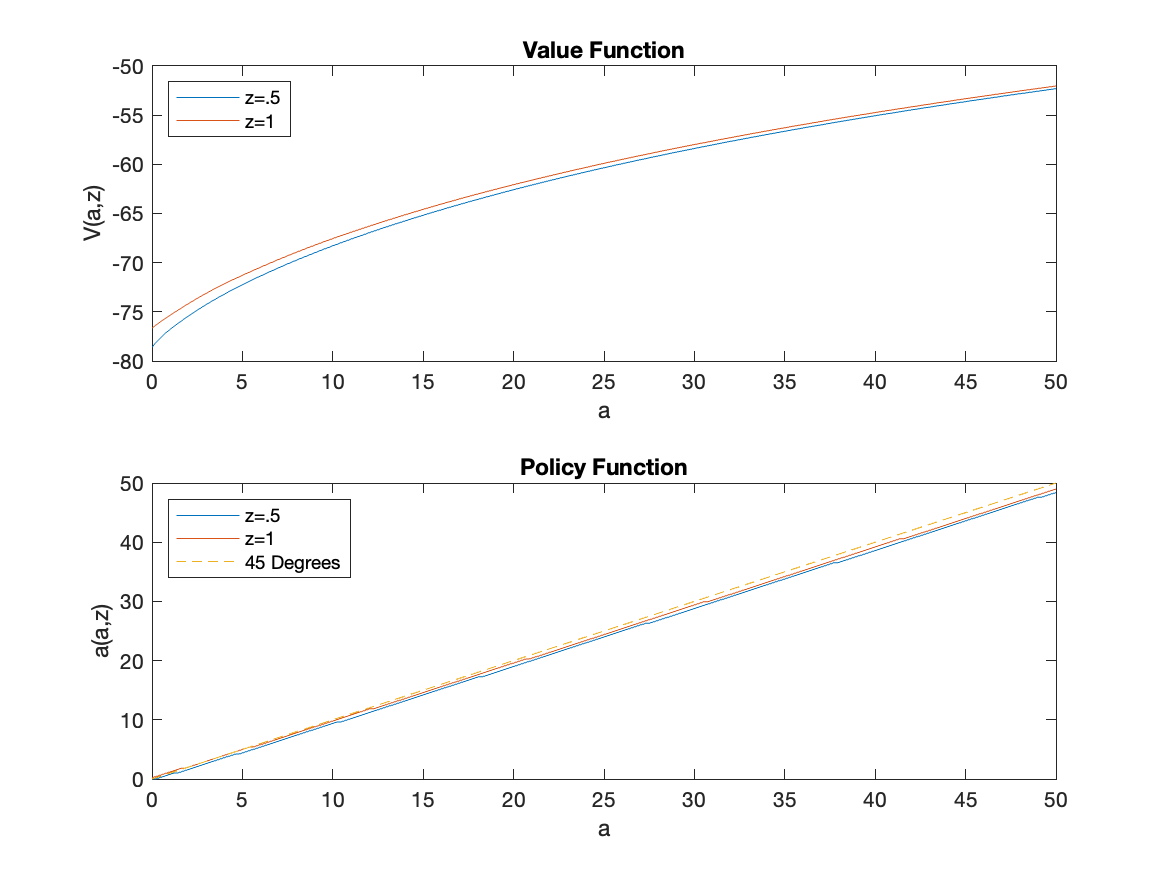 Value Function
-50
-55
-60
-65
-70
-75
-80
V(a,z)
z=.5
z=1
0 5 10 15 20 25 30 35 40 45 50
a
Policy Function
50
40
30
20
10
0
a(a,z)
z=.5
z=1
45 Degrees
0 5 10 15 20 25 30 35 40 45 50
a